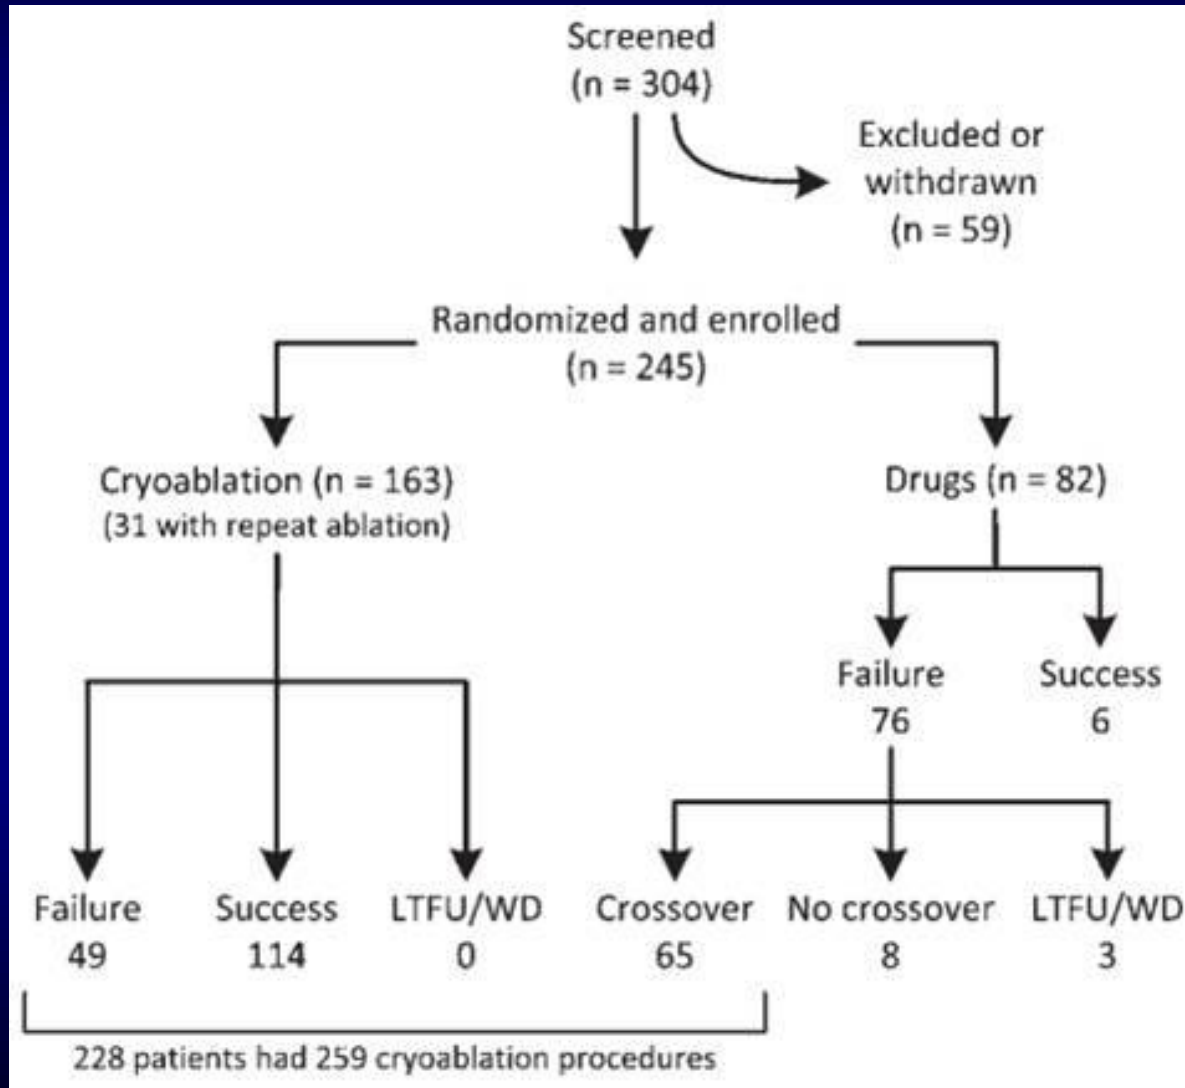 Screened
(n = 304)
Excluded or
withdrawn
(n = 59)
Randomized and enrolled
(n = 245)
Cryoablation (n = 163)
(31 with repeat ablation)
Drugs (n = 82)
Failure
76
Success
6
Failure
49
Success
114
LTFU/WD
0
Crossover
65
No crossover
8
LTFU/WD
3
228 patients had 259 cryoablation procedures